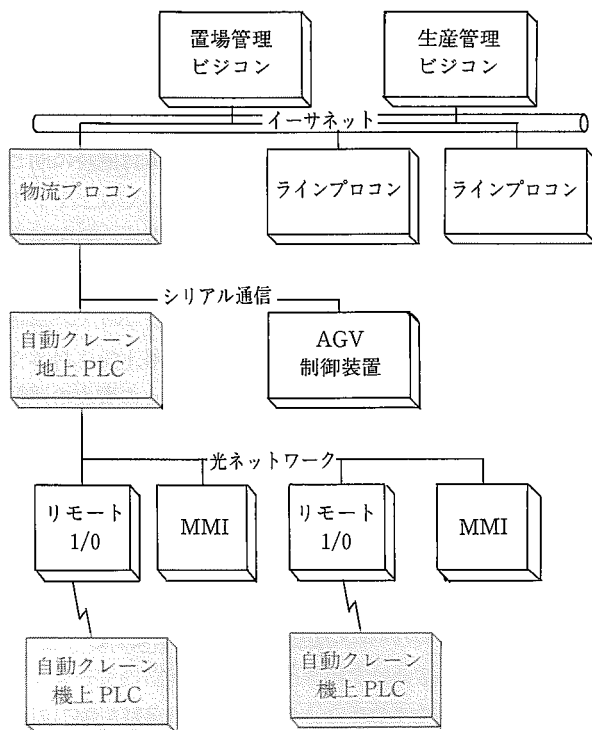 置場管理
ビジコン
生産管理
ビジコン
イーサネット
物流プロコン
ラインプロコン
ラインプロコン
シリアル通信
自動クレーン
地上 PLC
AGV
制御装置
光ネットワーク
リモート
1/0
MMI
リモート
1/0
MMI
自動クレーン
機上 PLC
自動クレーン
機上 PLC